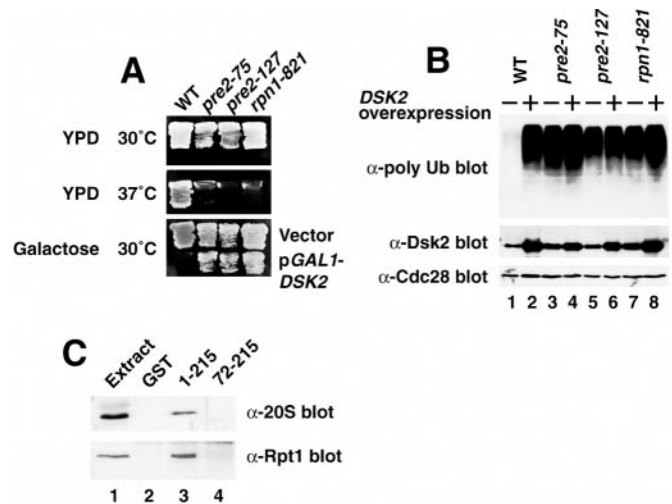 A
WT
pre2-75
pre2-127
rpn1-821
YPD 30˚C
YPD 37˚C
Galactose 30˚C
Vector
pGAL1-
DSK2
B
WT
pre2-75
pre2-127
rpn1-821
DSK2
overexpression
– + – + – + – +
α-poly Ub blot
α-Dsk2 blot
α-Cdc28 blot
1 2 3 4 5 6 7 8
C
Extract
GST
1-215
72-215
α-20S blot
α-Rpt1 blot
1 2 3 4